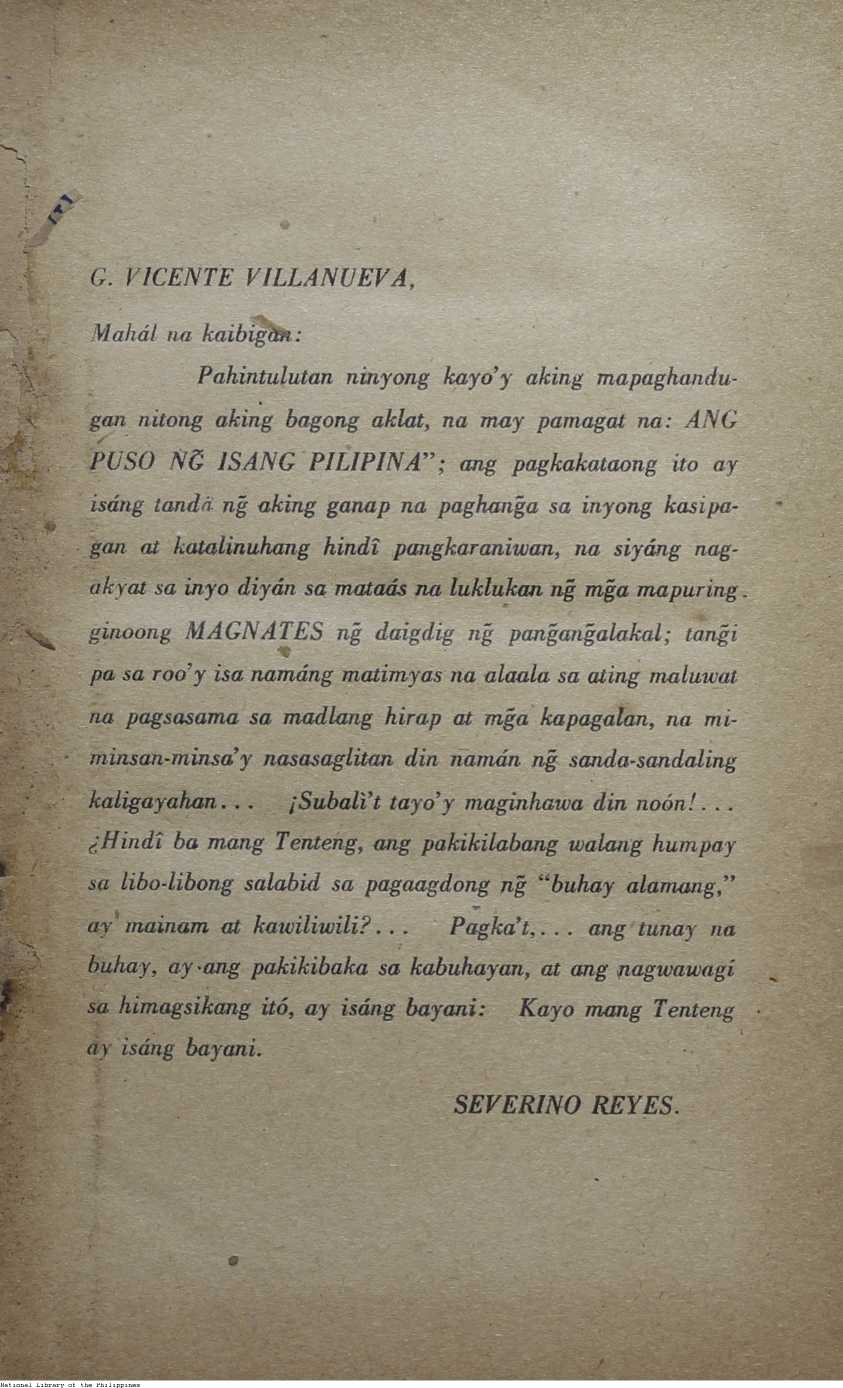 G. VICENTE VILLANUEVA,
Mahál na kaibigan:
Pahintulutan ninyong kayo’y aking mapaghandu-
gan nitong aking bagong aklat, na may pamagat na: ANG
PUSO NG̃ ISANG PILIPINA”; ang pagkakataong ito ay
isáng tandâ ng̃ aking ganap na paghang̃a sa inyong kasipa-
gan at katalinuhang hindî pangkaraniwan, na siyáng nag-
akyat sa inyo diyán sa mataás na luklukan ng̃ mg̃a mapuring
ginoong MAGNATES ng̃ daigdig ng̃ pang̃ang̃alakal; tang̃i
pa sa roo’y isa namáng matimyas na alaala sa ating maluwat
na pagsasama sa madlang hirap at mg̃a kapagalan, na mi-
minsan-minsa’y nasasaglitan din namán ng̃ sanda-sandaling
kaligayahan... ¡Subalì’t tayo’y maginhawa din noón!...
¿Hindî ba mang Tenteng, ang pakikilabang walang humpay
sa libo-libong salabid sa pagaagdong ng̃ “buhay alamang,”
ay mainam at kawiliwili?... Pagka’t,... ang tunay na
buhay, ay ang pakikibaka sa kabuhayan, at ang nagwawagí
sa himagsikang itó, ay isáng bayani: Kayo mang Tenteng
ay isáng bayani.
SEVERINO REYES.
National Library of the Philippines